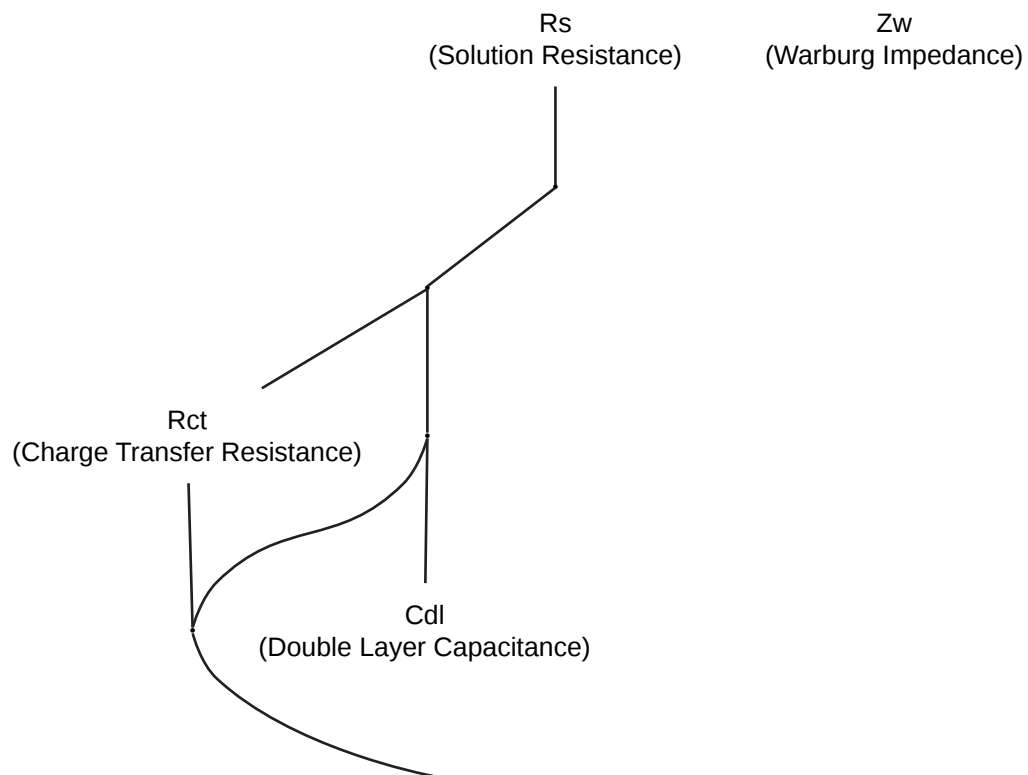 Rs
(Solution Resistance)
Zw
(Warburg Impedance)
Rct
(Charge Transfer Resistance)
Cdl
(Double Layer Capacitance)